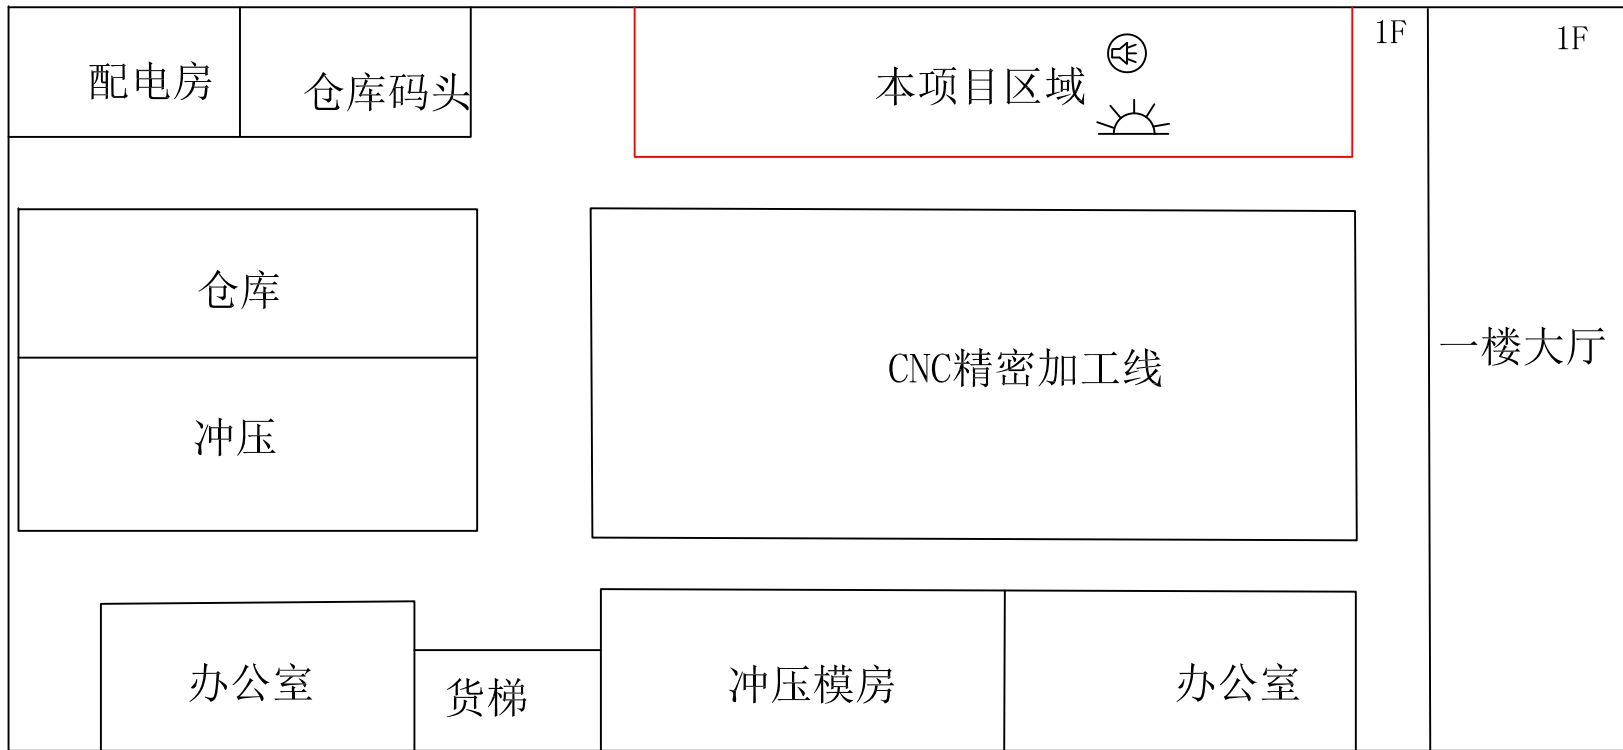 1F
1F
配电房
仓库码头
本项目区域
仓库
一楼大厅
CNC精密加工线
冲压
办公室
货梯
冲压模房
办公室